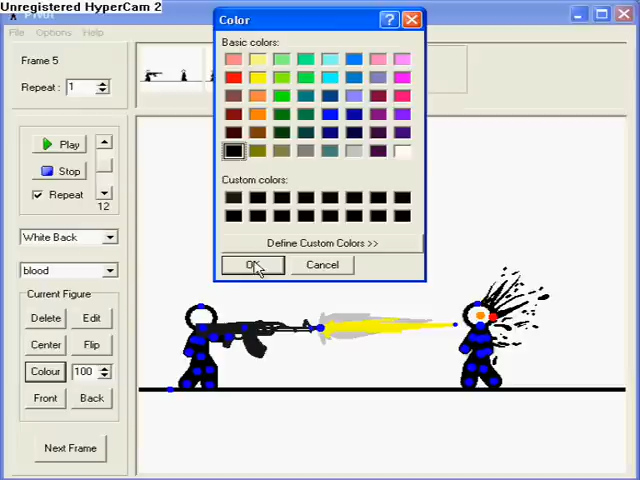 Unregistered HyperCam 2
File Options Help
Color
Basic colors:
Custom colors:
Define Custom Colors >>
OK Cancel
Frame 5
Repeat: 1
Play
Stop
Repeat
12
White Back
blood
Current Figure
Delete Edit
Center Flip
Colour 100
Front Back
Next Frame